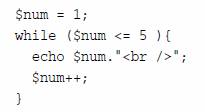 $num = 1;
while ($num <= 5 ){
  echo $num."<br />";
  $num++;
}